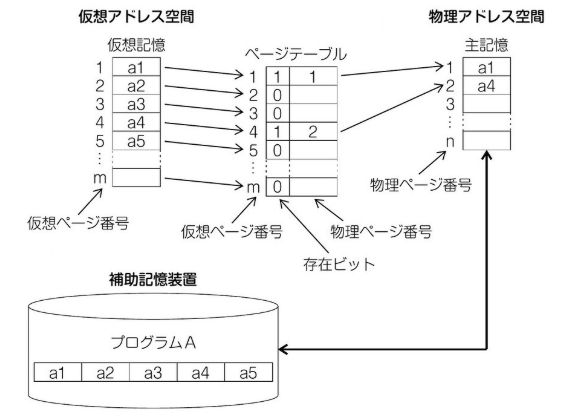 仮想アドレス空間
物理アドレス空間
仮想記憶
ページテーブル
主記憶
1 a1
2 a2
3 a3
4 a4
5 a5
⋮
m
1 1 1
2 0
3 0
4 1 2
5 0
⋮
m 0
1 a1
2 a4
3
⋮
n
仮想ページ番号
仮想ページ番号
物理ページ番号
物理ページ番号
存在ビット
補助記憶装置
プログラムA
a1 a2 a3 a4 a5